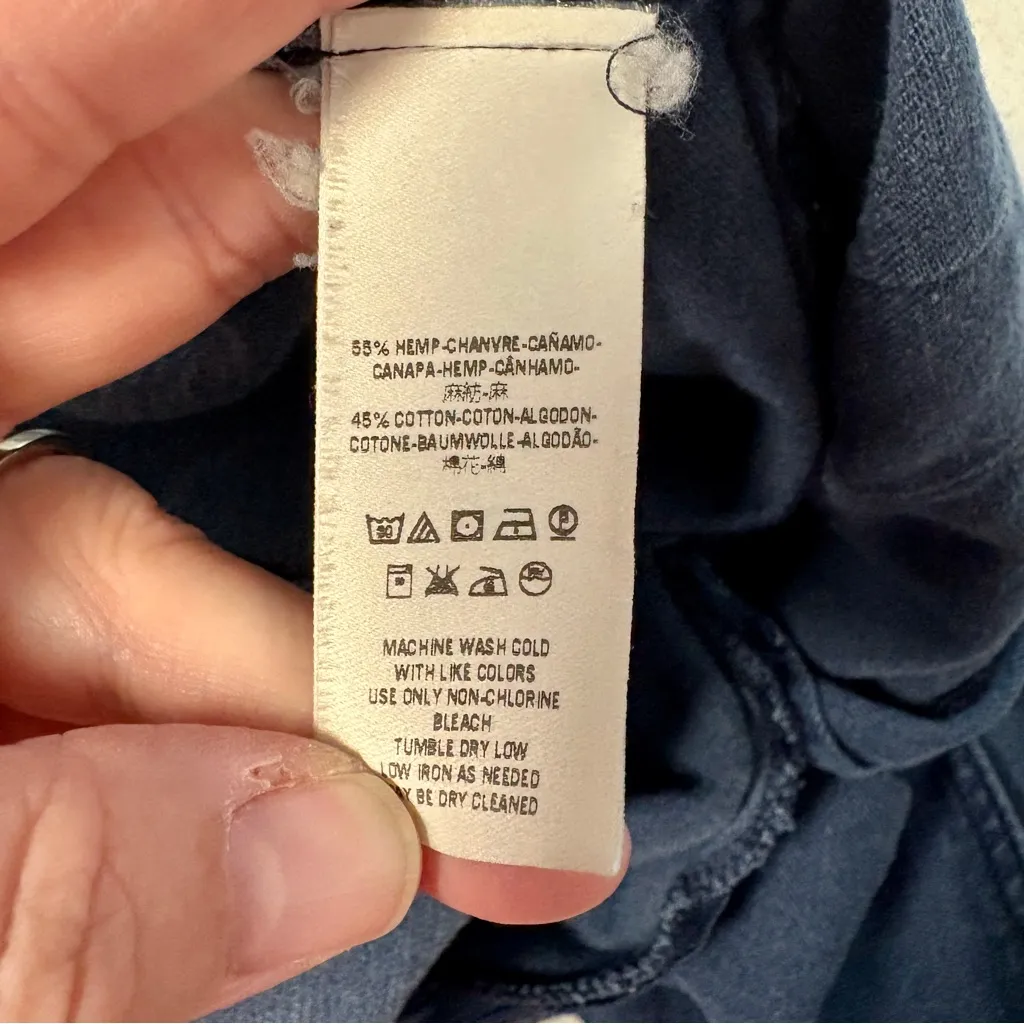 55% HEMP-CHANVRE-CAÑAMO-
CANAPA-HEMP-CÂNHAMO-
麻紡-麻
45% COTTON-COTON-ALGODON-
COTONE-BAUMWOLLE-ALGODÃO-
棉花-綿
30
P
MACHINE WASH COLD
WITH LIKE COLORS
USE ONLY NON-CHLORINE
BLEACH
TUMBLE DRY LOW
LOW IRON AS NEEDED
BE DRY CLEANED